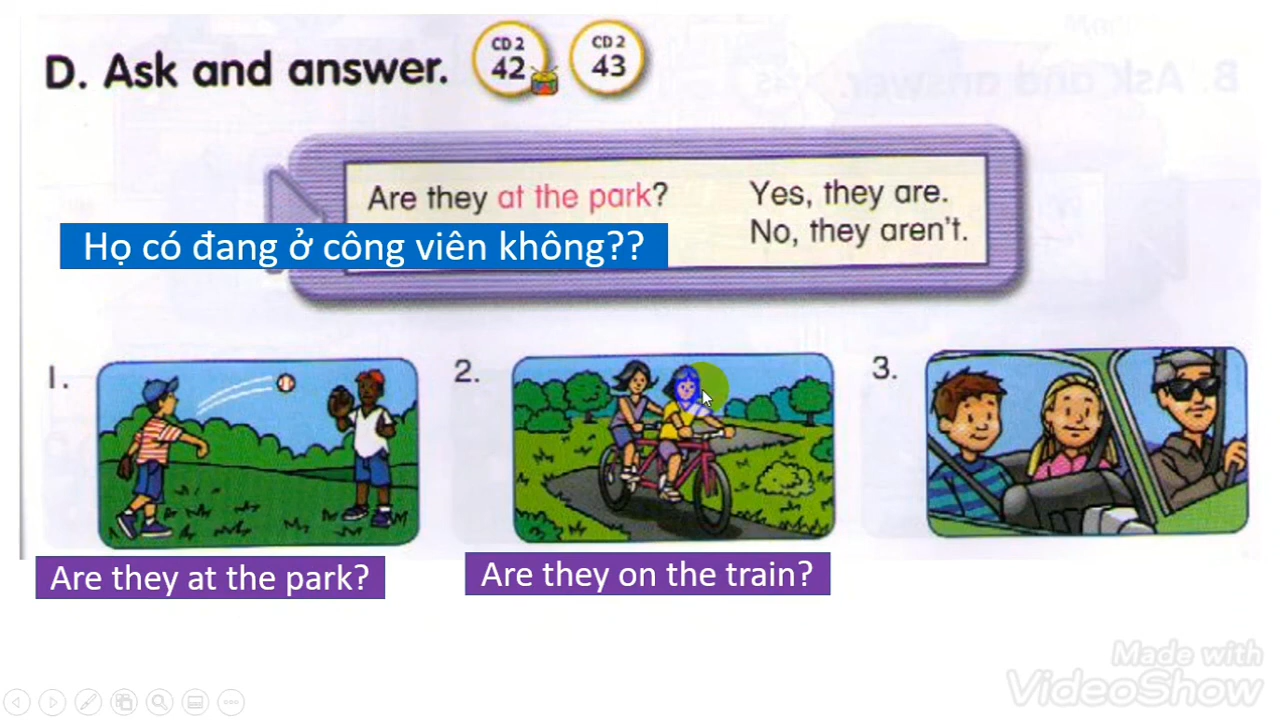 D. Ask and answer.
CD 2
42
CD 2
43
Are they at the park?
Yes, they are.
No, they aren't.
Họ có đang ở công viên không??
1.
2.
3.
Are they at the park?
Are they on the train?
Made with
VideoShow